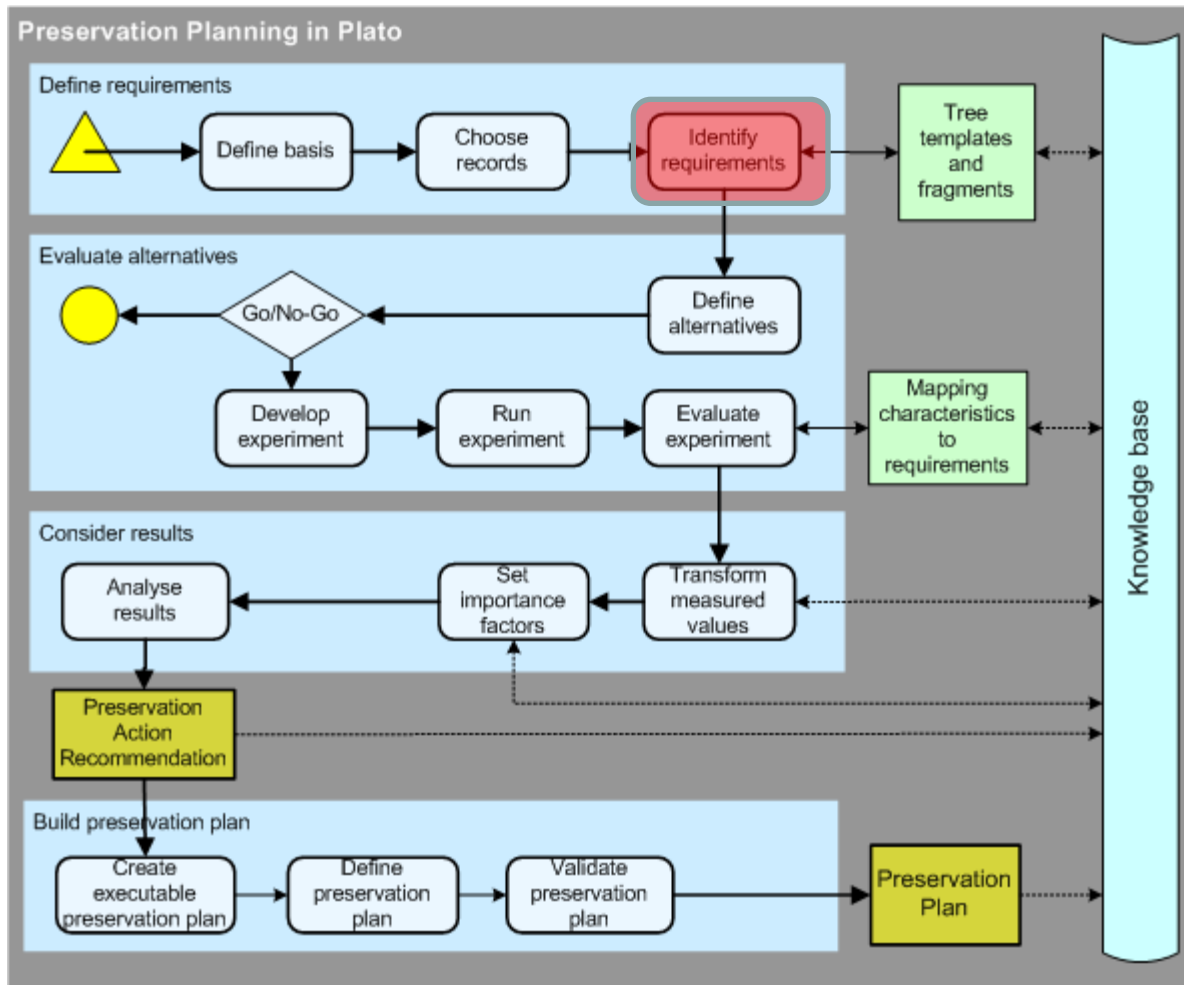 Preservation Planning in Plato
Define requirements
Define basis
Choose
records
Identify
requirements
Tree
templates
and
fragments
Evaluate alternatives
Go/No-Go
Define
alternatives
Develop
experiment
Run
experiment
Evaluate
experiment
Mapping
characteristics
to
requirements
Knowledge base
Consider results
Analyse
results
Set
importance
factors
Transform
measured
values
Preservation
Action
Recommendation
Build preservation plan
Create
executable
preservation plan
Define
preservation
plan
Validate
preservation
plan
Preservation
Plan